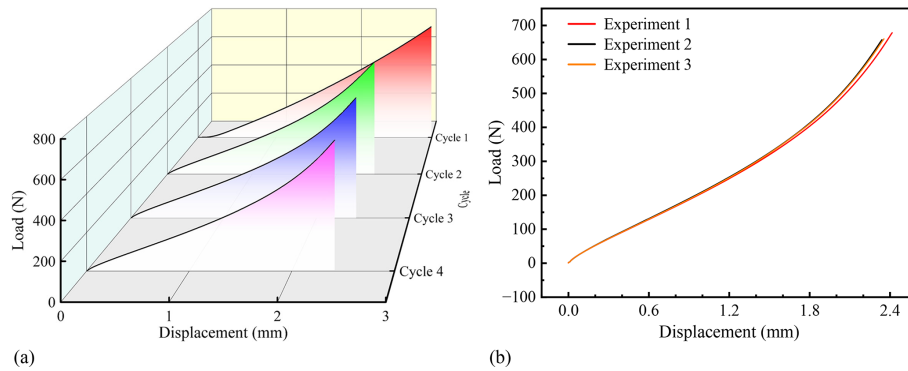 800
600
400
200
0
Load (N)
0
1
2
3
Displacement (mm)
Cycle 1
Cycle 2
Cycle 3
Cycle 4
Cycle
(a)
700
600
500
400
300
200
100
0
−100
Load (N)
Experiment 1
Experiment 2
Experiment 3
0.0
0.6
1.2
1.8
2.4
Displacement (mm)
(b)